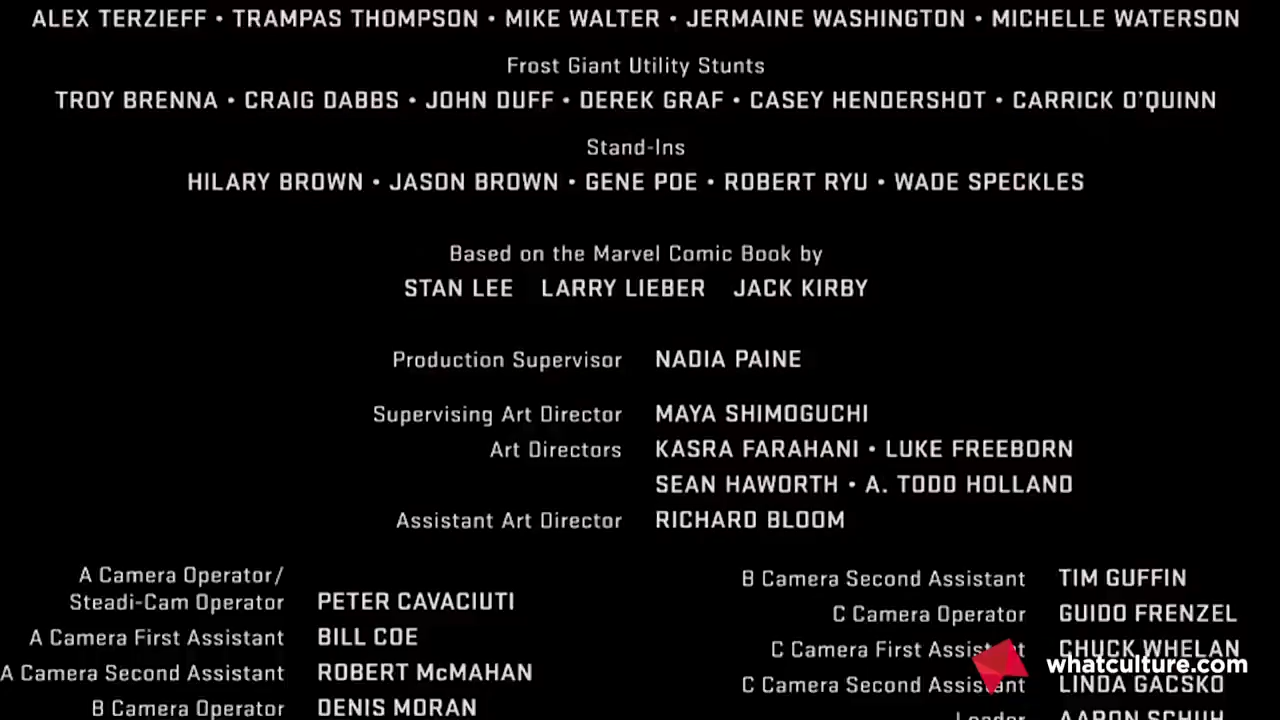 ALEX TERZIEFF • TRAMPAS THOMPSON • MIKE WALTER • JERMAINE WASHINGTON • MICHELLE WATERSON
Frost Giant Utility Stunts
TROY BRENNA • CRAIG DABBS • JOHN DUFF • DEREK GRAF • CASEY HENDERSHOT • CARRICK O'QUINN
Stand-Ins
HILARY BROWN • JASON BROWN • GENE POE • ROBERT RYU • WADE SPECKLES
Based on the Marvel Comic Book by
STAN LEE LARRY LIEBER JACK KIRBY
Production Supervisor NADIA PAINE
Supervising Art Director MAYA SHIMOGUCHI
Art Directors KASRA FARAHANI • LUKE FREEBORN
SEAN HAWORTH • A. TODD HOLLAND
Assistant Art Director RICHARD BLOOM
A Camera Operator/
Steadi-Cam Operator PETER CAVACIUTI
A Camera First Assistant BILL COE
A Camera Second Assistant ROBERT McMAHAN
B Camera Operator DENIS MORAN
B Camera Second Assistant TIM GUFFIN
C Camera Operator GUIDO FRENZEL
C Camera First Assistant CHUCK WHELAN
C Camera Second Assistant LINDA GACSKO
Loader AARON SCHUH
whatculture.com